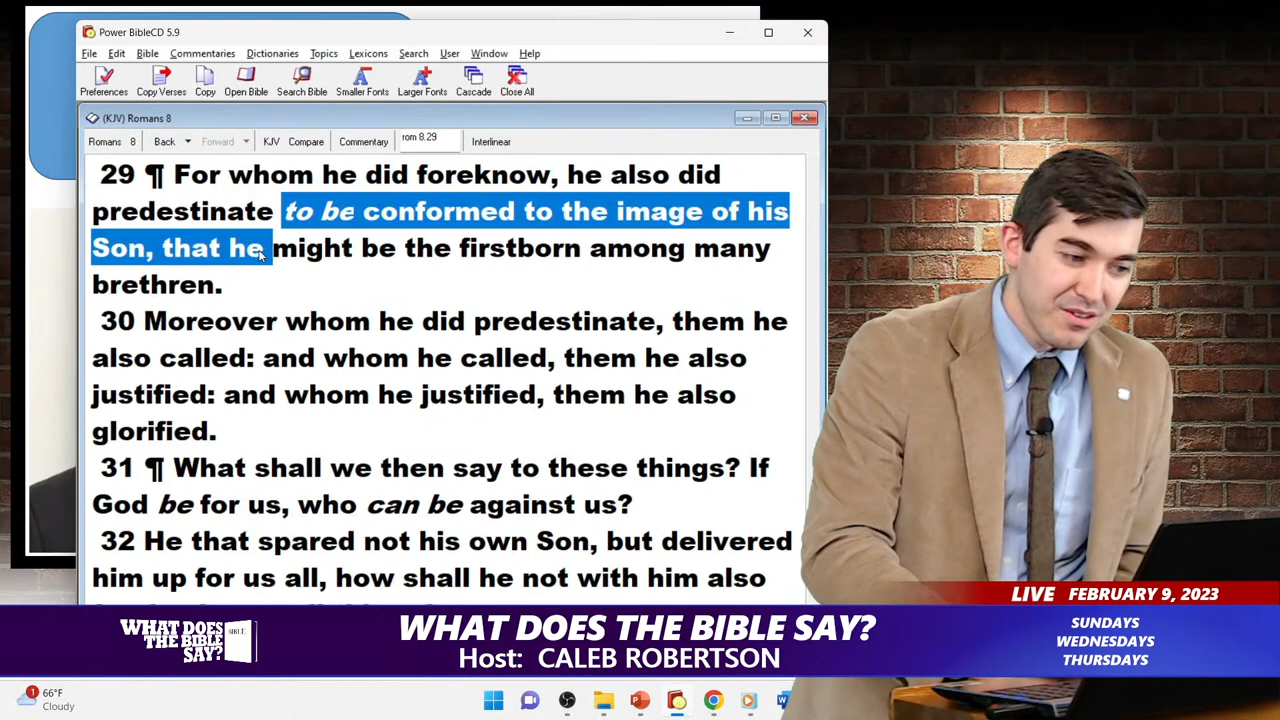 Power BibleCD 5.9
File Edit Bible Commentaries Dictionaries Topics Lexicons Search User Window Help
Preferences Copy Verses Copy Open Bible Search Bible Smaller Fonts Larger Fonts Cascade Close All
(KJV) Romans 8
Romans 8 Back Forward KJV Compare Commentary rom 8.29 Interlinear
29 ¶ For whom he did foreknow, he also did
predestinate to be conformed to the image of his
Son, that he might be the firstborn among many
brethren.
30 Moreover whom he did predestinate, them he
also called: and whom he called, them he also
justified: and whom he justified, them he also
glorified.
31 ¶ What shall we then say to these things? If
God be for us, who can be against us?
32 He that spared not his own Son, but delivered
him up for us all, how shall he not with him also
LIVE FEBRUARY 9, 2023
WHAT DOES
THE BIBLE
SAY?
BIBLE
WHAT DOES THE BIBLE SAY?
Host: CALEB ROBERTSON
SUNDAYS
WEDNESDAYS
THURSDAYS
1
66°F
Cloudy